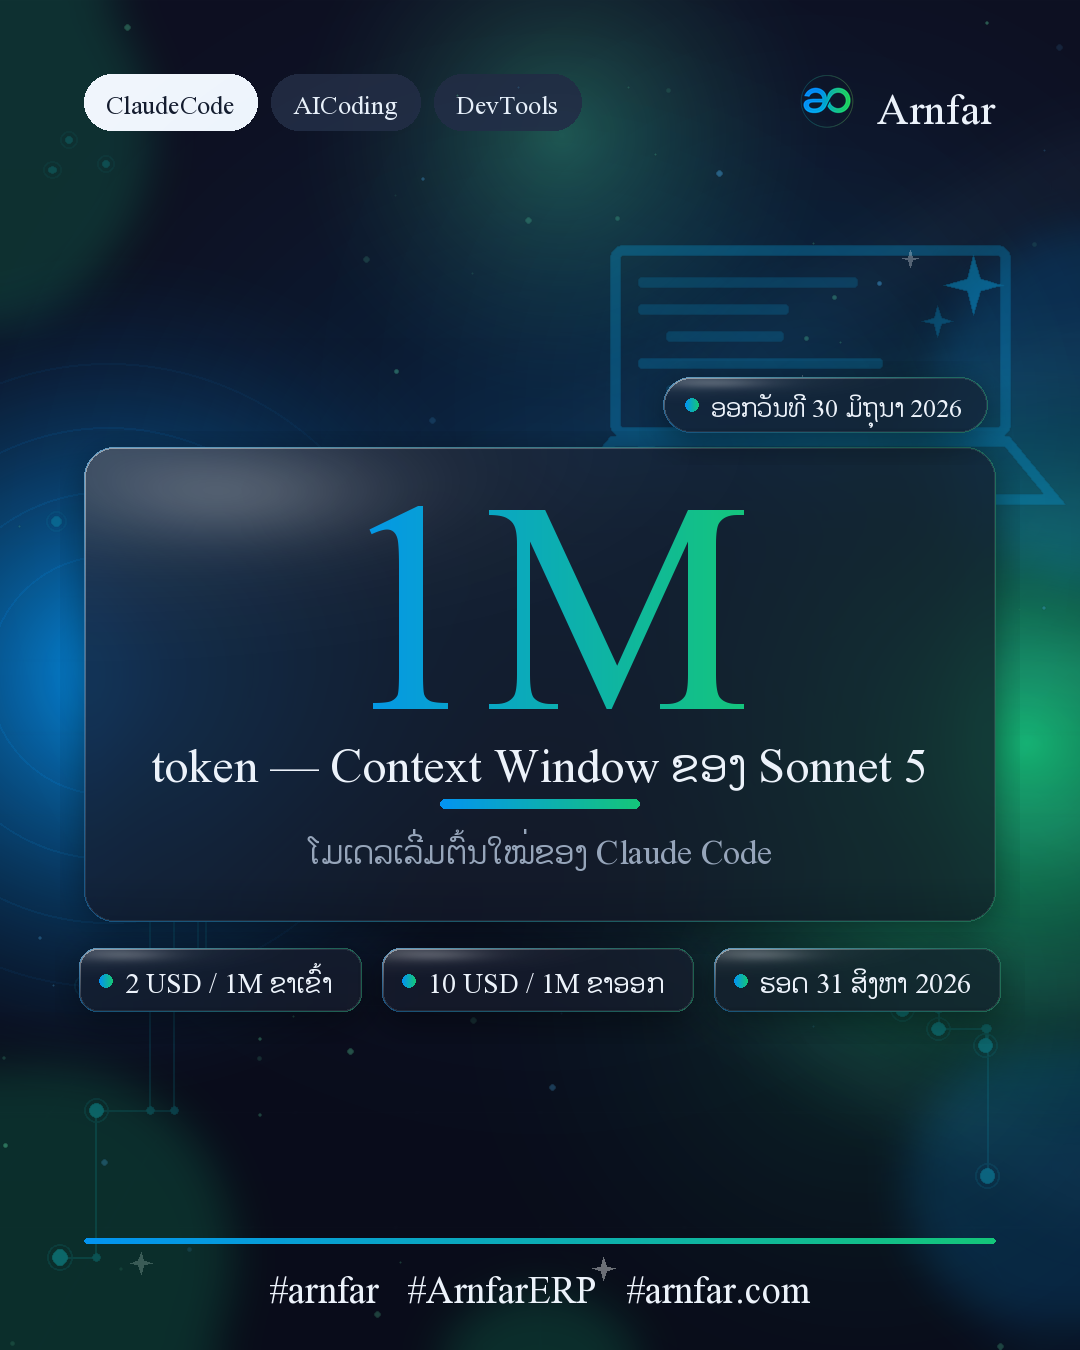 ClaudeCode AICoding DevTools
Arnfar
ອອກວັນທີ 30 ມິຖຸນາ 2026
1M
token — Context Window ຂອງ Sonnet 5
ໂມເດລເລີ່ມຕົ້ນໃໝ່ຂອງ Claude Code
2 USD / 1M ຂາເຂົ້າ
10 USD / 1M ຂາອອກ
ຮອດ 31 ສິງຫາ 2026
#arnfar #ArnfarERP #arnfar.com